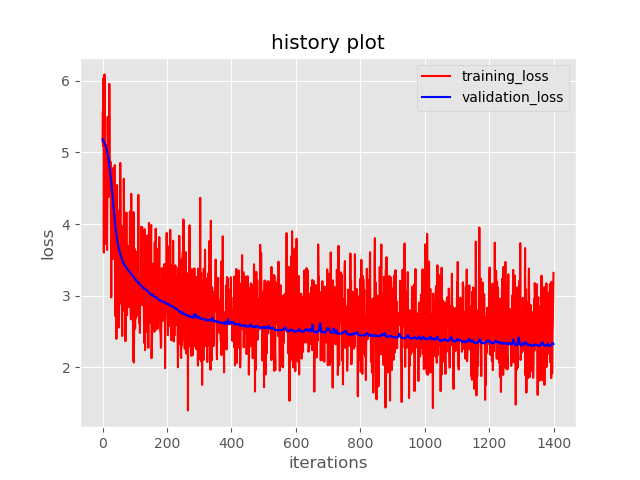 history plot
training_loss
validation_loss
6
5
4
3
2
loss
0 200 400 600 800 1000 1200 1400
iterations